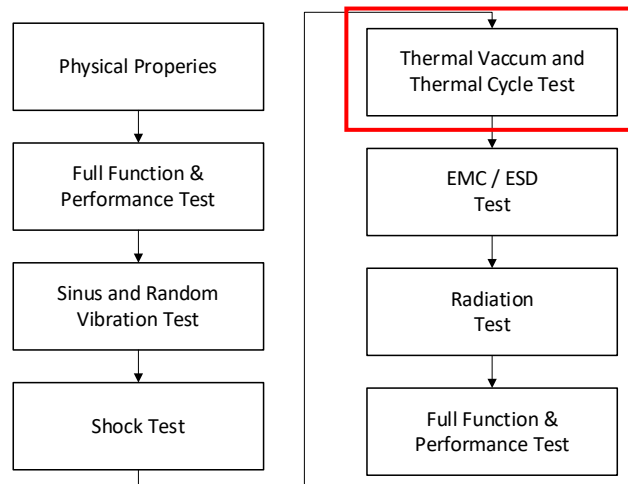 Physical Properies
Full Function &
Performance Test
Sinus and Random
Vibration Test
Shock Test
Thermal Vaccum and
Thermal Cycle Test
EMC / ESD
Test
Radiation
Test
Full Function &
Performance Test